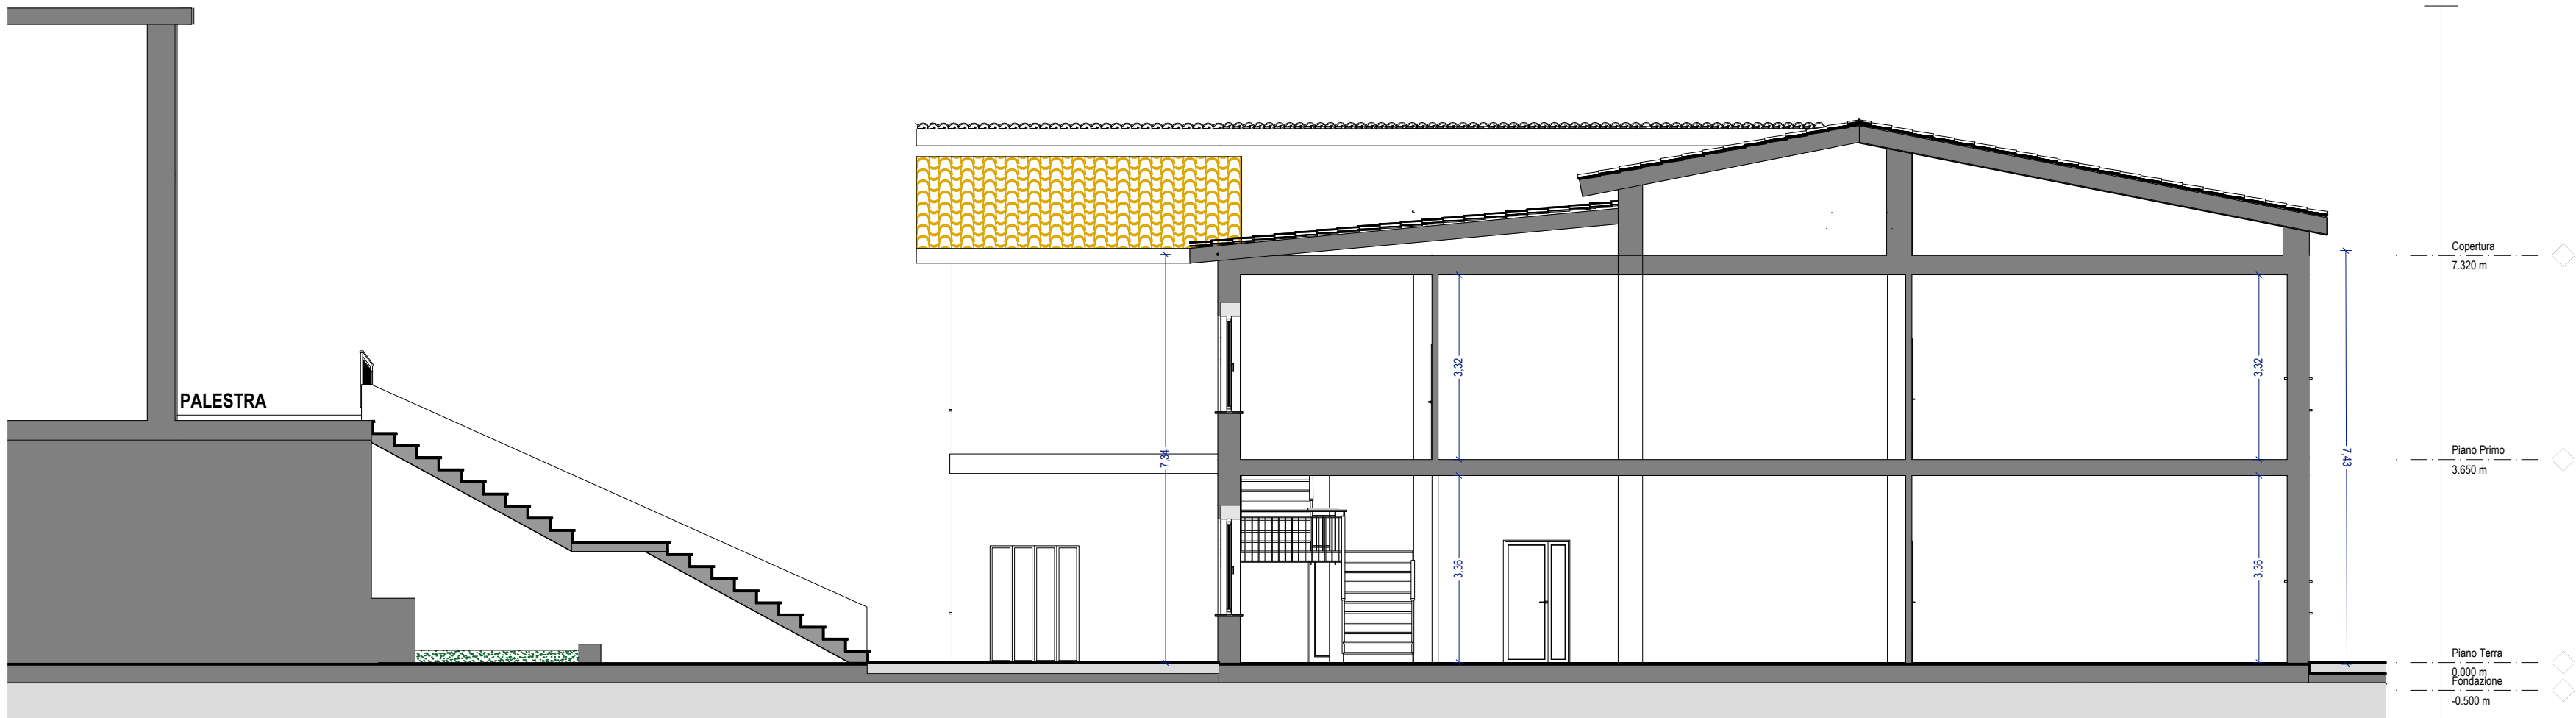 Copertura
7.320 m
PALESTRA
3,32
3,32
7,34
7,43
Piano Primo
3.650 m
3,36
3,36
Piano Terra
0.000 m
Fondazione
-0.500 m